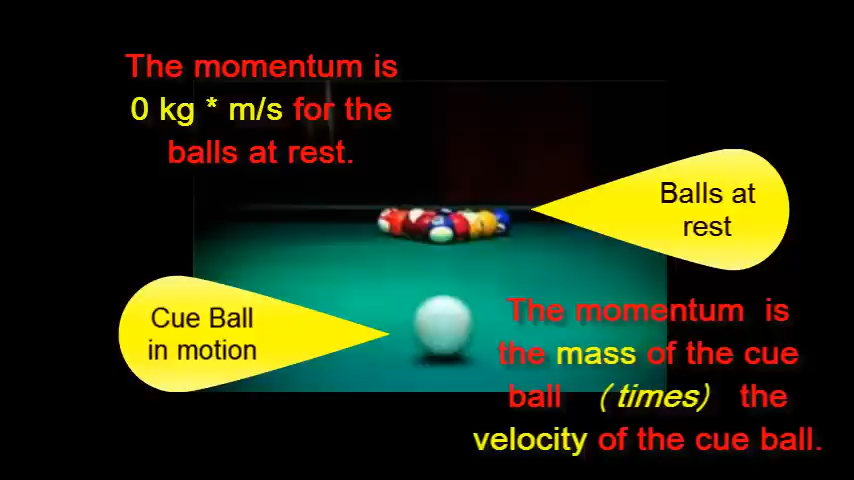 The momentum is
0 kg * m/s for the
balls at rest.
Balls at
rest
Cue Ball
in motion
The momentum is
the mass of the cue
ball (times) the
velocity of the cue ball.